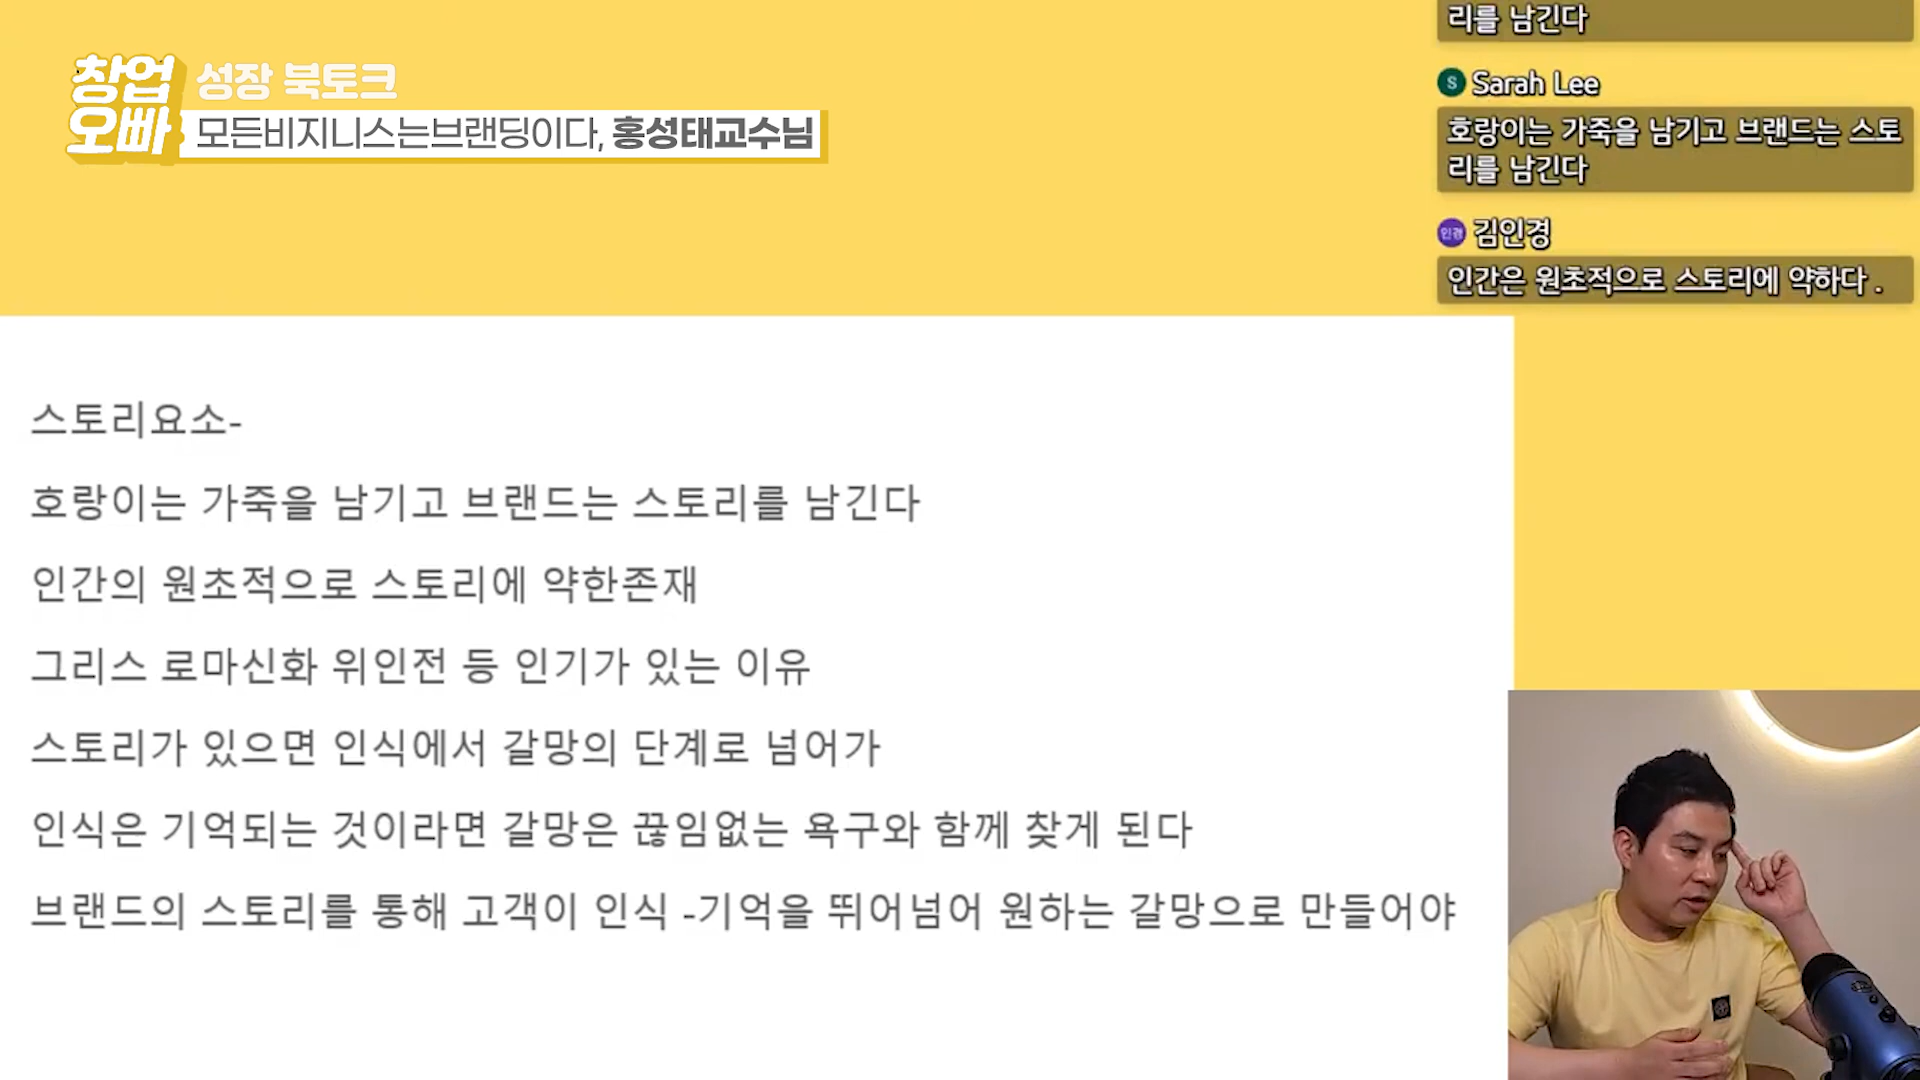 창업
오빠
성장 북토크
모든비지니스는브랜딩이다, 홍성태교수님
리를 남긴다
S Sarah Lee
호랑이는 가죽을 남기고 브랜드는 스토
리를 남긴다
인경 김인경
인간은 원초적으로 스토리에 약하다 .
스토리요소-
호랑이는 가죽을 남기고 브랜드는 스토리를 남긴다
인간의 원초적으로 스토리에 약한존재
그리스 로마신화 위인전 등 인기가 있는 이유
스토리가 있으면 인식에서 갈망의 단계로 넘어가
인식은 기억되는 것이라면 갈망은 끊임없는 욕구와 함께 찾게 된다
브랜드의 스토리를 통해 고객이 인식 -기억을 뛰어넘어 원하는 갈망으로 만들어야